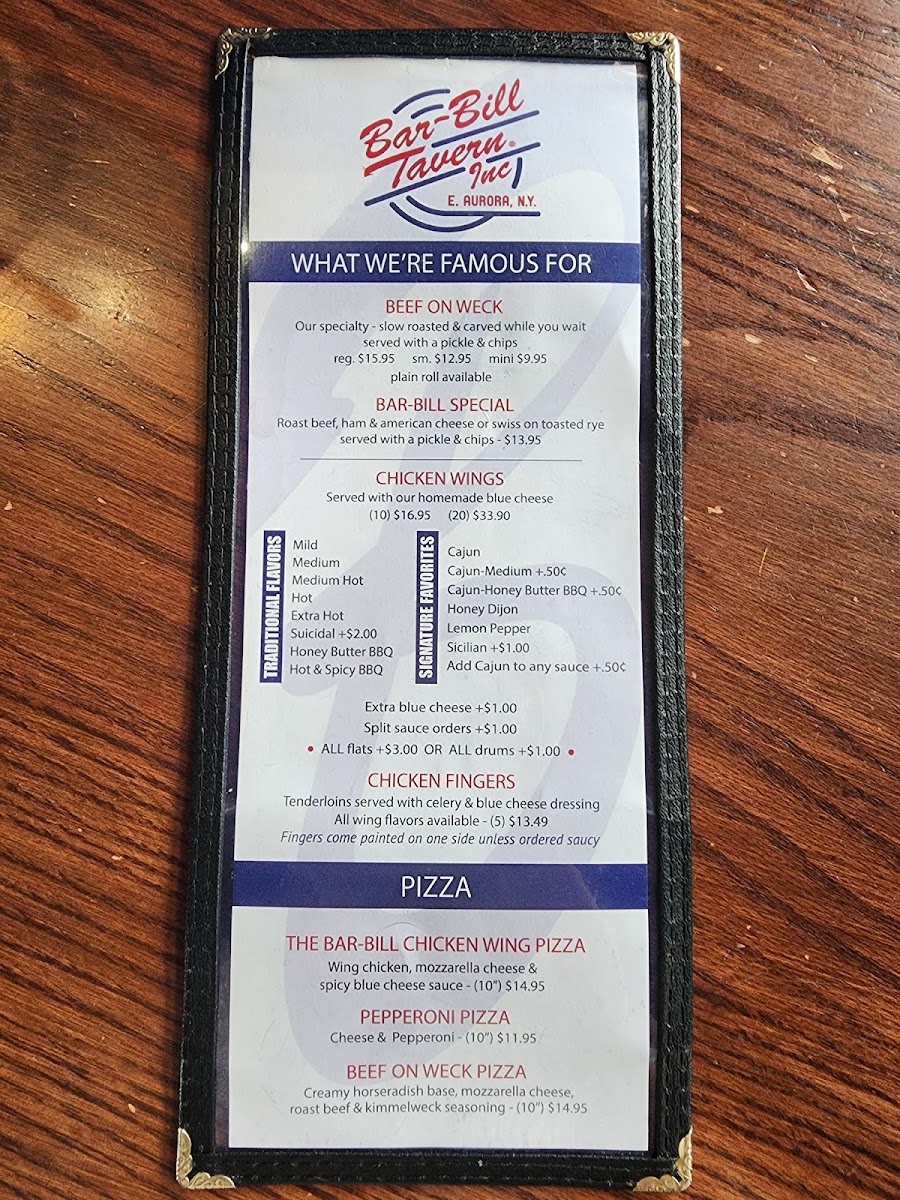 Bar-Bill
Tavern®
Inc
E. AURORA, N.Y.
WHAT WE'RE FAMOUS FOR
BEEF ON WECK
Our specialty - slow roasted & carved while you wait
served with a pickle & chips
reg. $15.95 sm. $12.95 mini $9.95
plain roll available
BAR-BILL SPECIAL
Roast beef, ham & american cheese or swiss on toasted rye
served with a pickle & chips - $13.95
CHICKEN WINGS
Served with our homemade blue cheese
(10) $16.95 (20) $33.90
TRADITIONAL FLAVORS
Mild
Medium
Medium Hot
Hot
Extra Hot
Suicidal +$2.00
Honey Butter BBQ
Hot & Spicy BBQ
SIGNATURE FAVORITES
Cajun
Cajun-Medium +.50¢
Cajun-Honey Butter BBQ +.50¢
Honey Dijon
Lemon Pepper
Sicilian +$1.00
Add Cajun to any sauce +.50¢
Extra blue cheese +$1.00
Split sauce orders +$1.00
• ALL flats +$3.00 OR ALL drums +$1.00 •
CHICKEN FINGERS
Tenderloins served with celery & blue cheese dressing
All wing flavors available - (5) $13.49
Fingers come painted on one side unless ordered saucy
PIZZA
THE BAR-BILL CHICKEN WING PIZZA
Wing chicken, mozzarella cheese &
spicy blue cheese sauce - (10") $14.95
PEPPERONI PIZZA
Cheese & Pepperoni - (10") $11.95
BEEF ON WECK PIZZA
Creamy horseradish base, mozzarella cheese,
roast beef & kimmelweck seasoning - (10") $14.95